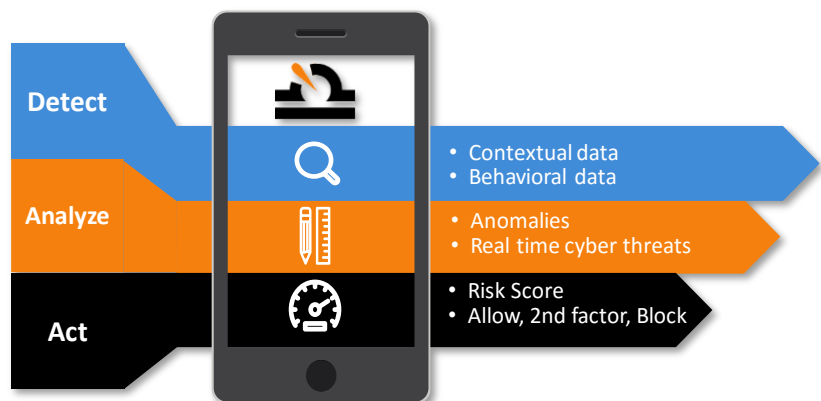 Detect
• Contextual data
• Behavioral data
Analyze
• Anomalies
• Real time cyber threats
Act
• Risk Score
• Allow, 2nd factor, Block